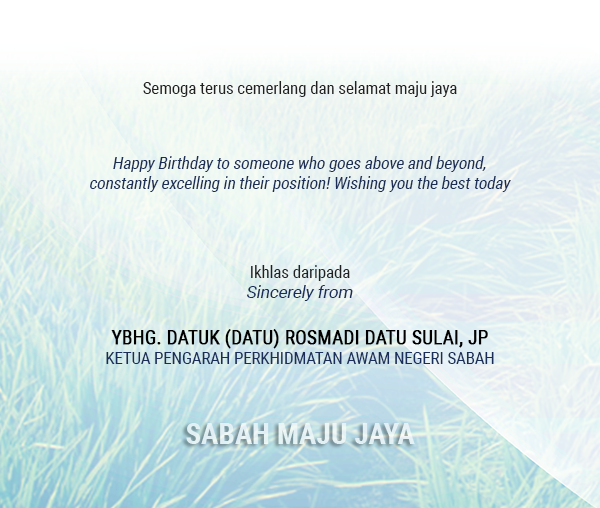 Semoga terus cemerlang dan selamat maju jaya
Happy Birthday to someone who goes above and beyond,
constantly excelling in their position! Wishing you the best today
Ikhlas daripada
Sincerely from
YBHG. DATUK (DATU) ROSMADI DATU SULAI, JP
KETUA PENGARAH PERKHIDMATAN AWAM NEGERI SABAH
SABAH MAJU JAYA